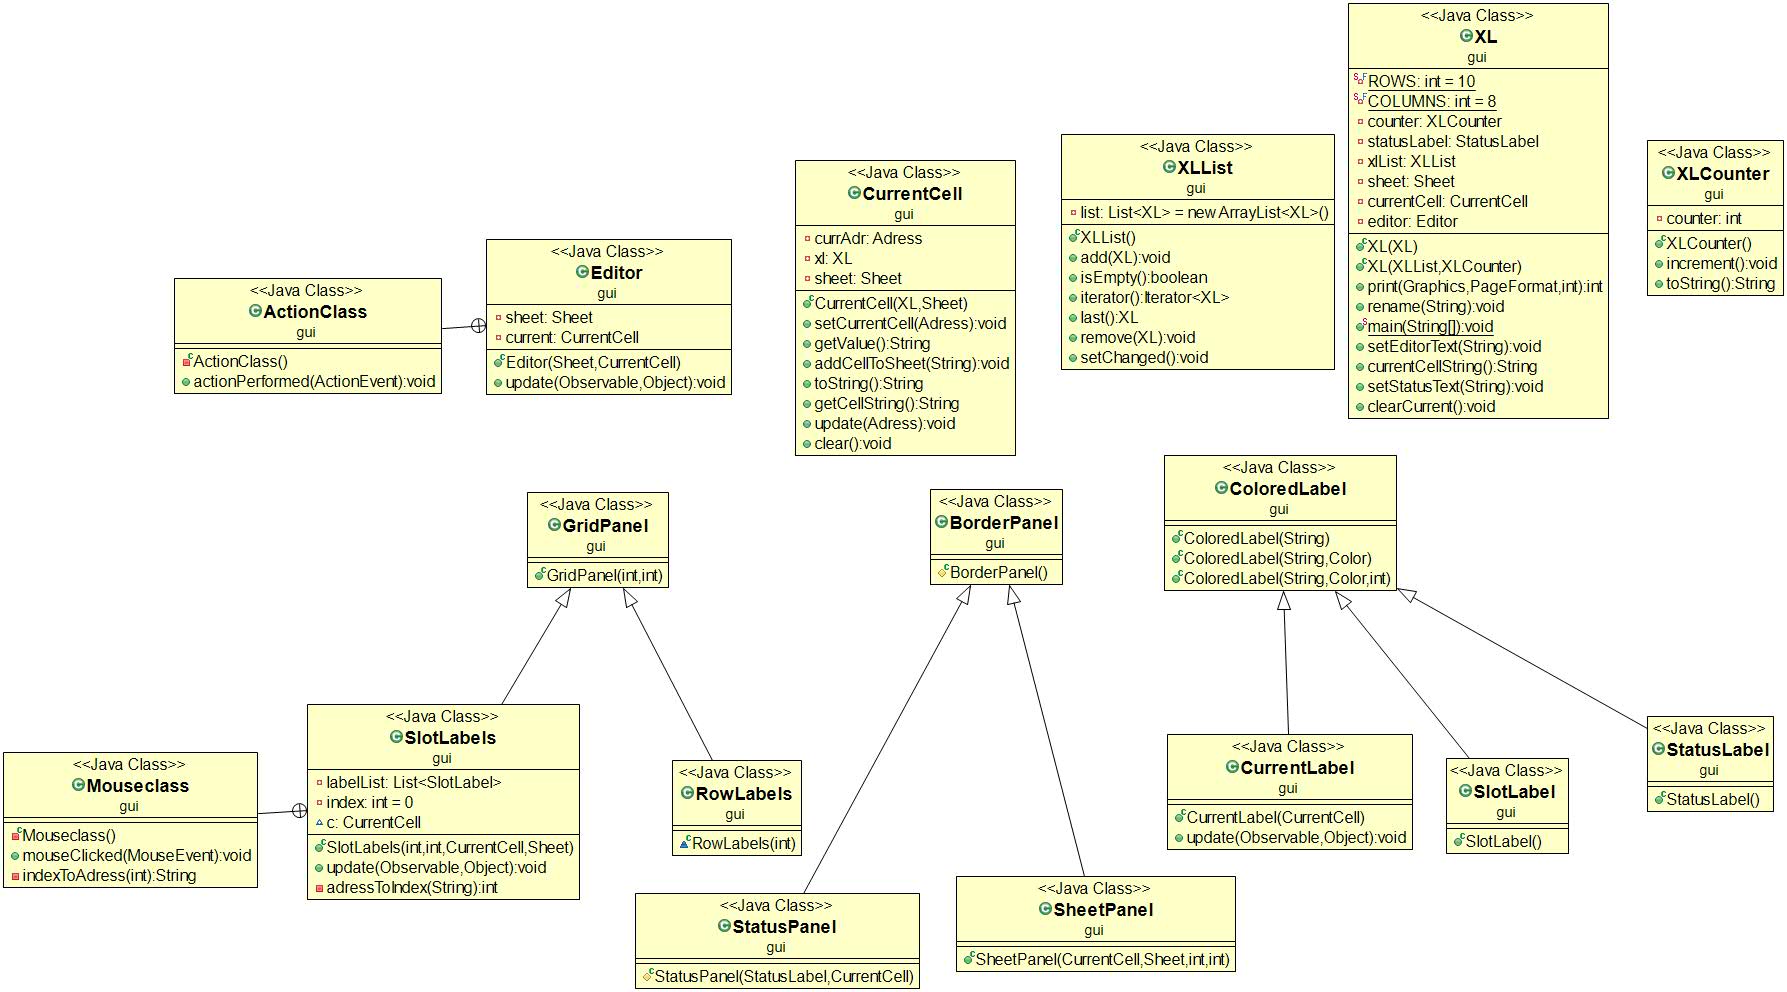 <<Java Class>>
XL
gui
ROWS: int = 10
COLUMNS: int = 8
counter: XLCounter
statusLabel: StatusLabel
xlList: XLList
sheet: Sheet
currentCell: CurrentCell
editor: Editor
XL(XL)
XL(XLList,XLCounter)
print(Graphics,PageFormat,int):int
rename(String):void
main(String[]):void
setEditorText(String):void
currentCellString():String
setStatusText(String):void
clearCurrent():void
<<Java Class>>
XLList
gui
list: List<XL> = new ArrayList<XL>()
XLList()
add(XL):void
isEmpty():boolean
iterator():Iterator<XL>
last():XL
remove(XL):void
setChanged():void
<<Java Class>>
XLCounter
gui
counter: int
XLCounter()
increment():void
toString():String
<<Java Class>>
CurrentCell
gui
currAdr: Adress
xl: XL
sheet: Sheet
CurrentCell(XL,Sheet)
setCurrentCell(Adress):void
getValue():String
addCellToSheet(String):void
toString():String
getCellString():String
update(Adress):void
clear():void
<<Java Class>>
Editor
gui
sheet: Sheet
current: CurrentCell
Editor(Sheet,CurrentCell)
update(Observable,Object):void
<<Java Class>>
ActionClass
gui
ActionClass()
actionPerformed(ActionEvent):void
<<Java Class>>
GridPanel
gui
GridPanel(int,int)
<<Java Class>>
BorderPanel
gui
BorderPanel()
<<Java Class>>
ColoredLabel
gui
ColoredLabel(String)
ColoredLabel(String,Color)
ColoredLabel(String,Color,int)
<<Java Class>>
Mouseclass
gui
Mouseclass()
mouseClicked(MouseEvent):void
indexToAdress(int):String
<<Java Class>>
SlotLabels
gui
labelList: List<SlotLabel>
index: int = 0
c: CurrentCell
SlotLabels(int,int,CurrentCell,Sheet)
update(Observable,Object):void
adressToIndex(String):int
<<Java Class>>
RowLabels
gui
RowLabels(int)
<<Java Class>>
StatusPanel
gui
StatusPanel(StatusLabel,CurrentCell)
<<Java Class>>
SheetPanel
gui
SheetPanel(CurrentCell,Sheet,int,int)
<<Java Class>>
CurrentLabel
gui
CurrentLabel(CurrentCell)
update(Observable,Object):void
<<Java Class>>
SlotLabel
gui
SlotLabel()
<<Java Class>>
StatusLabel
gui
StatusLabel()